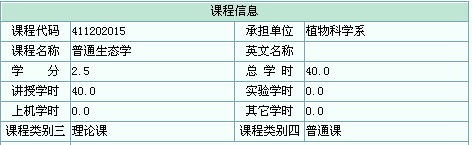 课程信息
课程代码 411202015 承担单位 植物科学系
课程名称 普通生态学 英文名称
学 分 2.5 总 学 时 40.0
讲授学时 40.0 实验学时 0.0
上机学时 0.0 其它学时 0.0
课程类别三 理论课 课程类别四 普通课